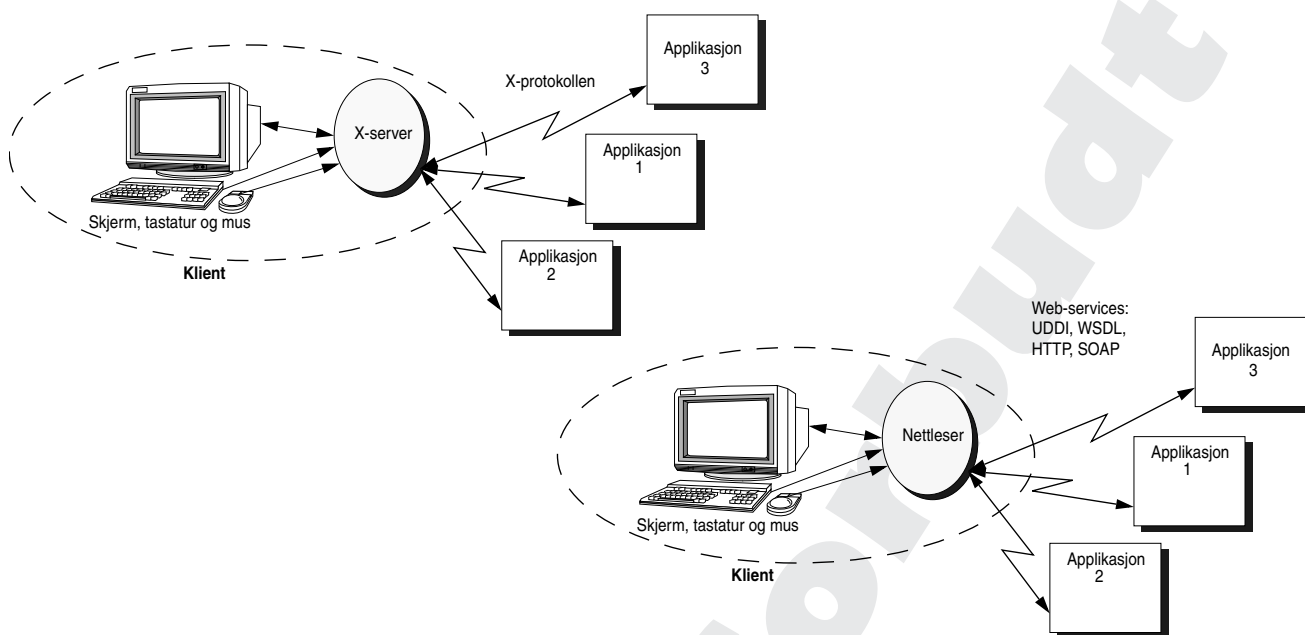 Applikasjon
3
X-protokollen
X-server
Applikasjon
1
Skjerm, tastatur og mus
Applikasjon
2
Klient
Web-services:
UDDI, WSDL,
HTTP, SOAP
Applikasjon
3
Nettleser
Applikasjon
1
Skjerm, tastatur og mus
Applikasjon
2
Klient